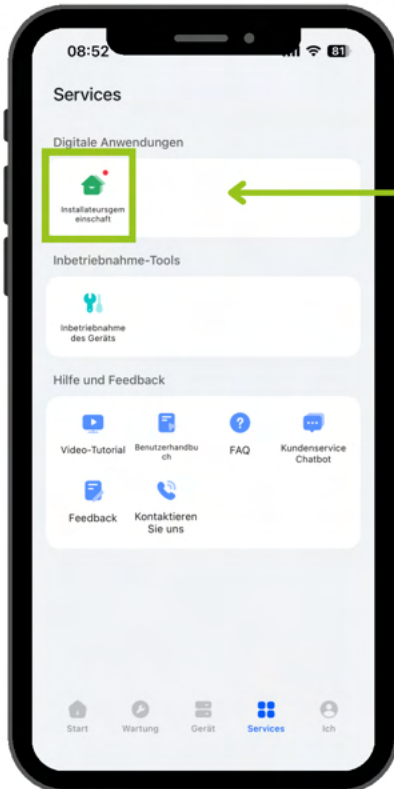 08:52
81
Services
Digitale Anwendungen
Installateursgem
einschaft
Inbetriebnahme-Tools
Inbetriebnahme
des Geräts
Hilfe und Feedback
Video-Tutorial Benutzerhandbu
ch FAQ Kundenservice
Chatbot
Feedback Kontaktieren
Sie uns
Start Wartung Gerät Services Ich